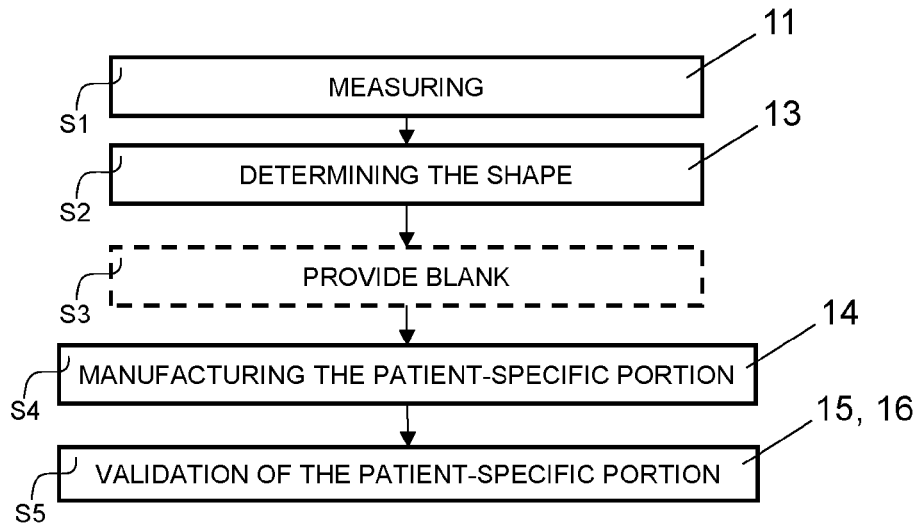 11
MEASURING
S1
13
DETERMINING THE SHAPE
S2
PROVIDE BLANK
S3
14
MANUFACTURING THE PATIENT-SPECIFIC PORTION
S4
15, 16
VALIDATION OF THE PATIENT-SPECIFIC PORTION
S5